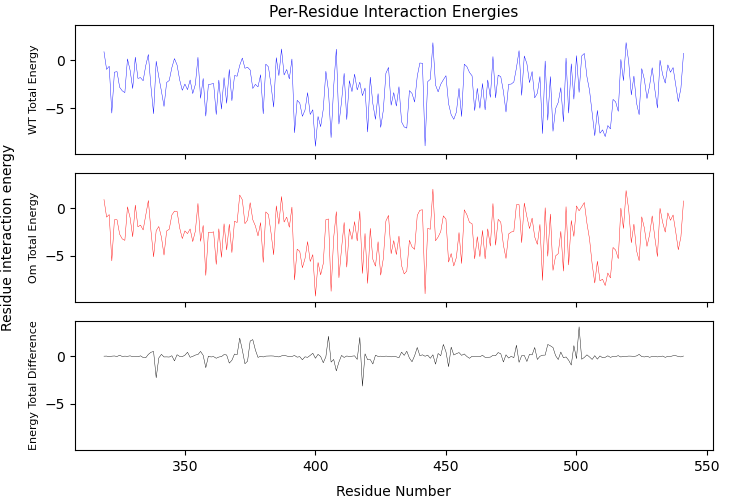 Per-Residue Interaction Energies
Residue interaction energy
WT Total Energy
0
−5
Om Total Energy
0
−5
Energy Total Difference
0
−5
350
400
450
500
550
Residue Number